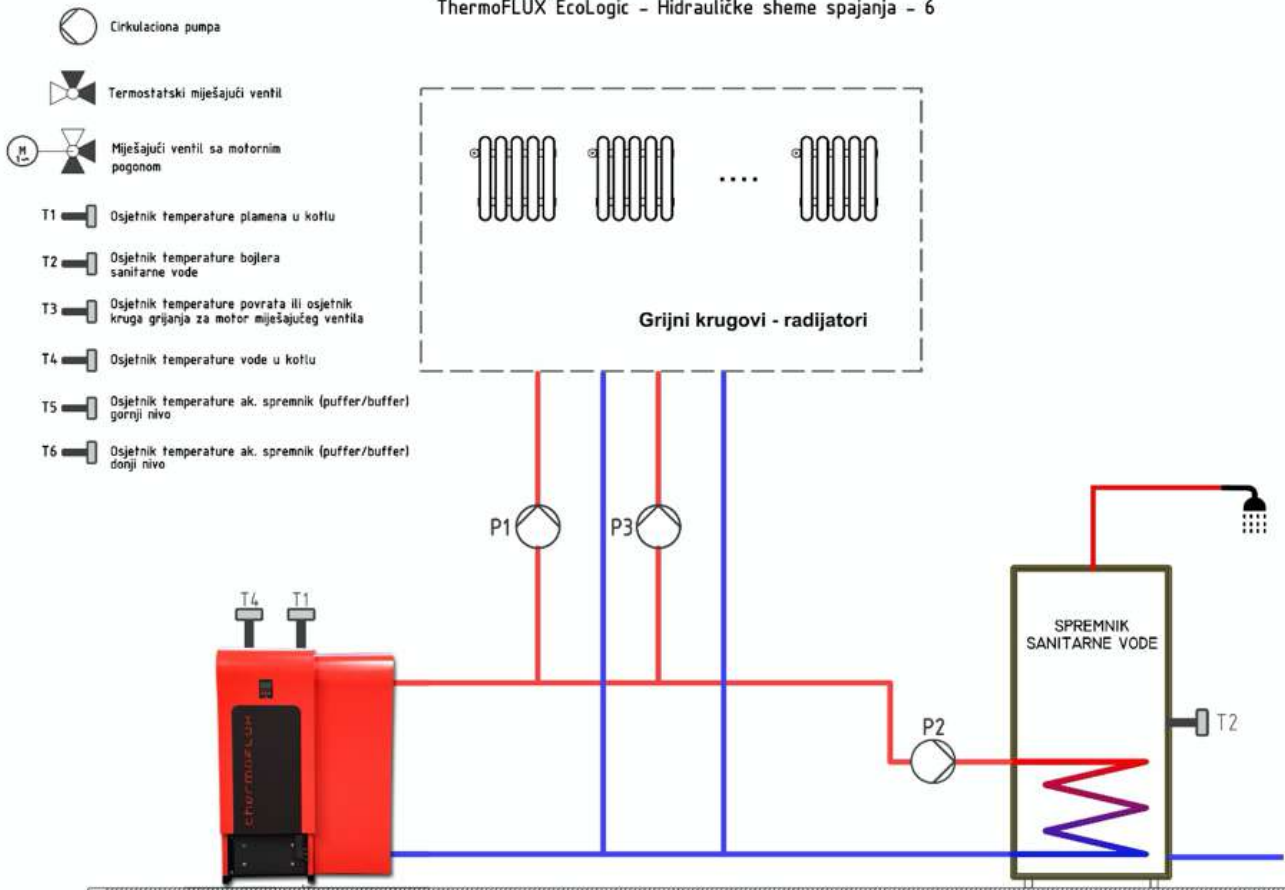 ThermoFLUX EcoLogic - Hidrauličke sheme spajanja - 6
Cirkulaciona pumpa
Termostatski miješajući ventil
M
1~
Miješajući ventil sa motornim
pogonom
T1 Osjetnik temperature plamena u kotlu
T2 Osjetnik temperature bojlera
sanitarne vode
T3 Osjetnik temperature povrata ili osjetnik
kruga grijanja za motor miješajućeg ventila
T4 Osjetnik temperature vode u kotlu
T5 Osjetnik temperature ak. spremnik (puffer/buffer)
gornji nivo
T6 Osjetnik temperature ak. spremnik (puffer/buffer)
donji nivo
....
Grijni krugovi - radijatori
P1
P3
T4 T1
thermoFLUX
SPREMNIK
SANITARNE VODE
P2
T2